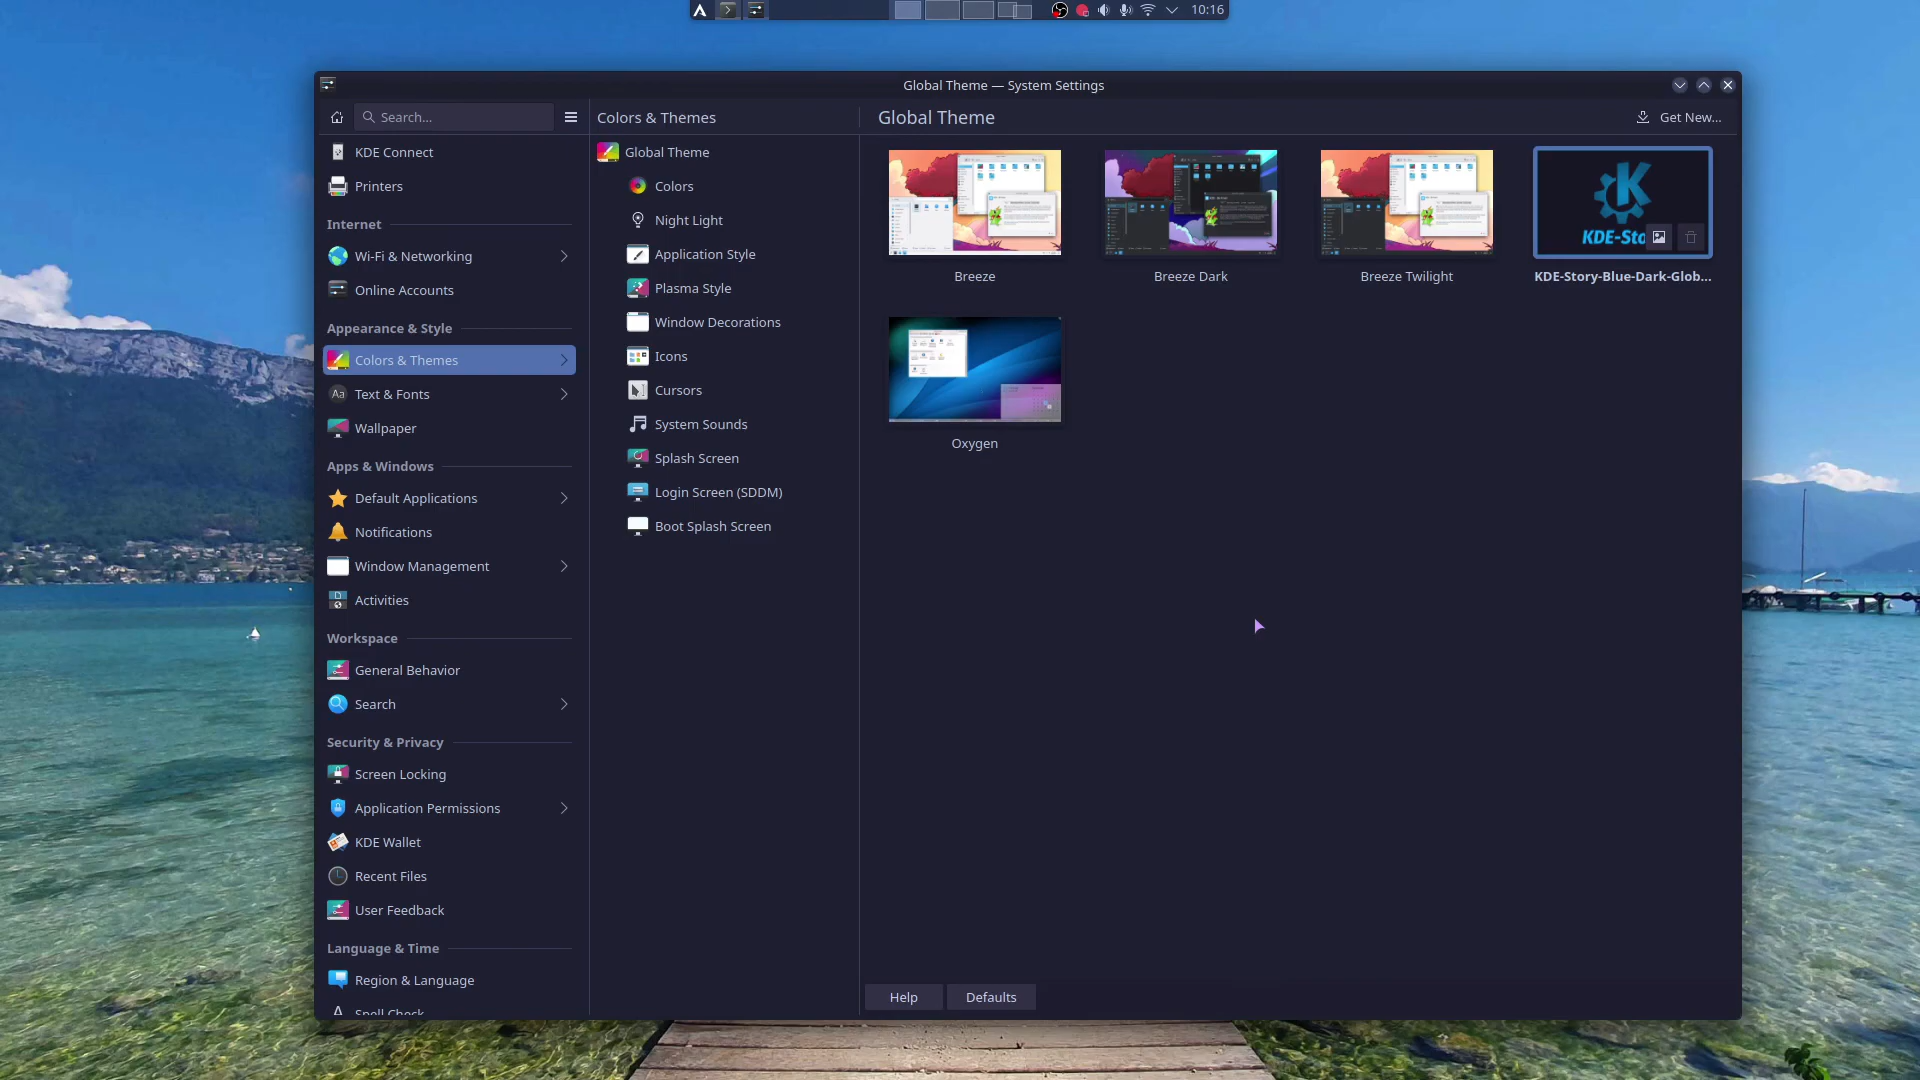 10:16
Global Theme — System Settings
Search...
KDE Connect
Printers
Internet
Wi-Fi & Networking
Online Accounts
Appearance & Style
Colors & Themes
Text & Fonts
Wallpaper
Apps & Windows
Default Applications
Notifications
Window Management
Activities
Workspace
General Behavior
Search
Security & Privacy
Screen Locking
Application Permissions
KDE Wallet
Recent Files
User Feedback
Language & Time
Region & Language
Spell Check
Colors & Themes
Global Theme
Colors
Night Light
Application Style
Plasma Style
Window Decorations
Icons
Cursors
System Sounds
Splash Screen
Login Screen (SDDM)
Boot Splash Screen
Global Theme
Get New...
Breeze
Breeze Dark
Breeze Twilight
KDE-Sto
KDE-Story-Blue-Dark-Glob...
Oxygen
Help
Defaults